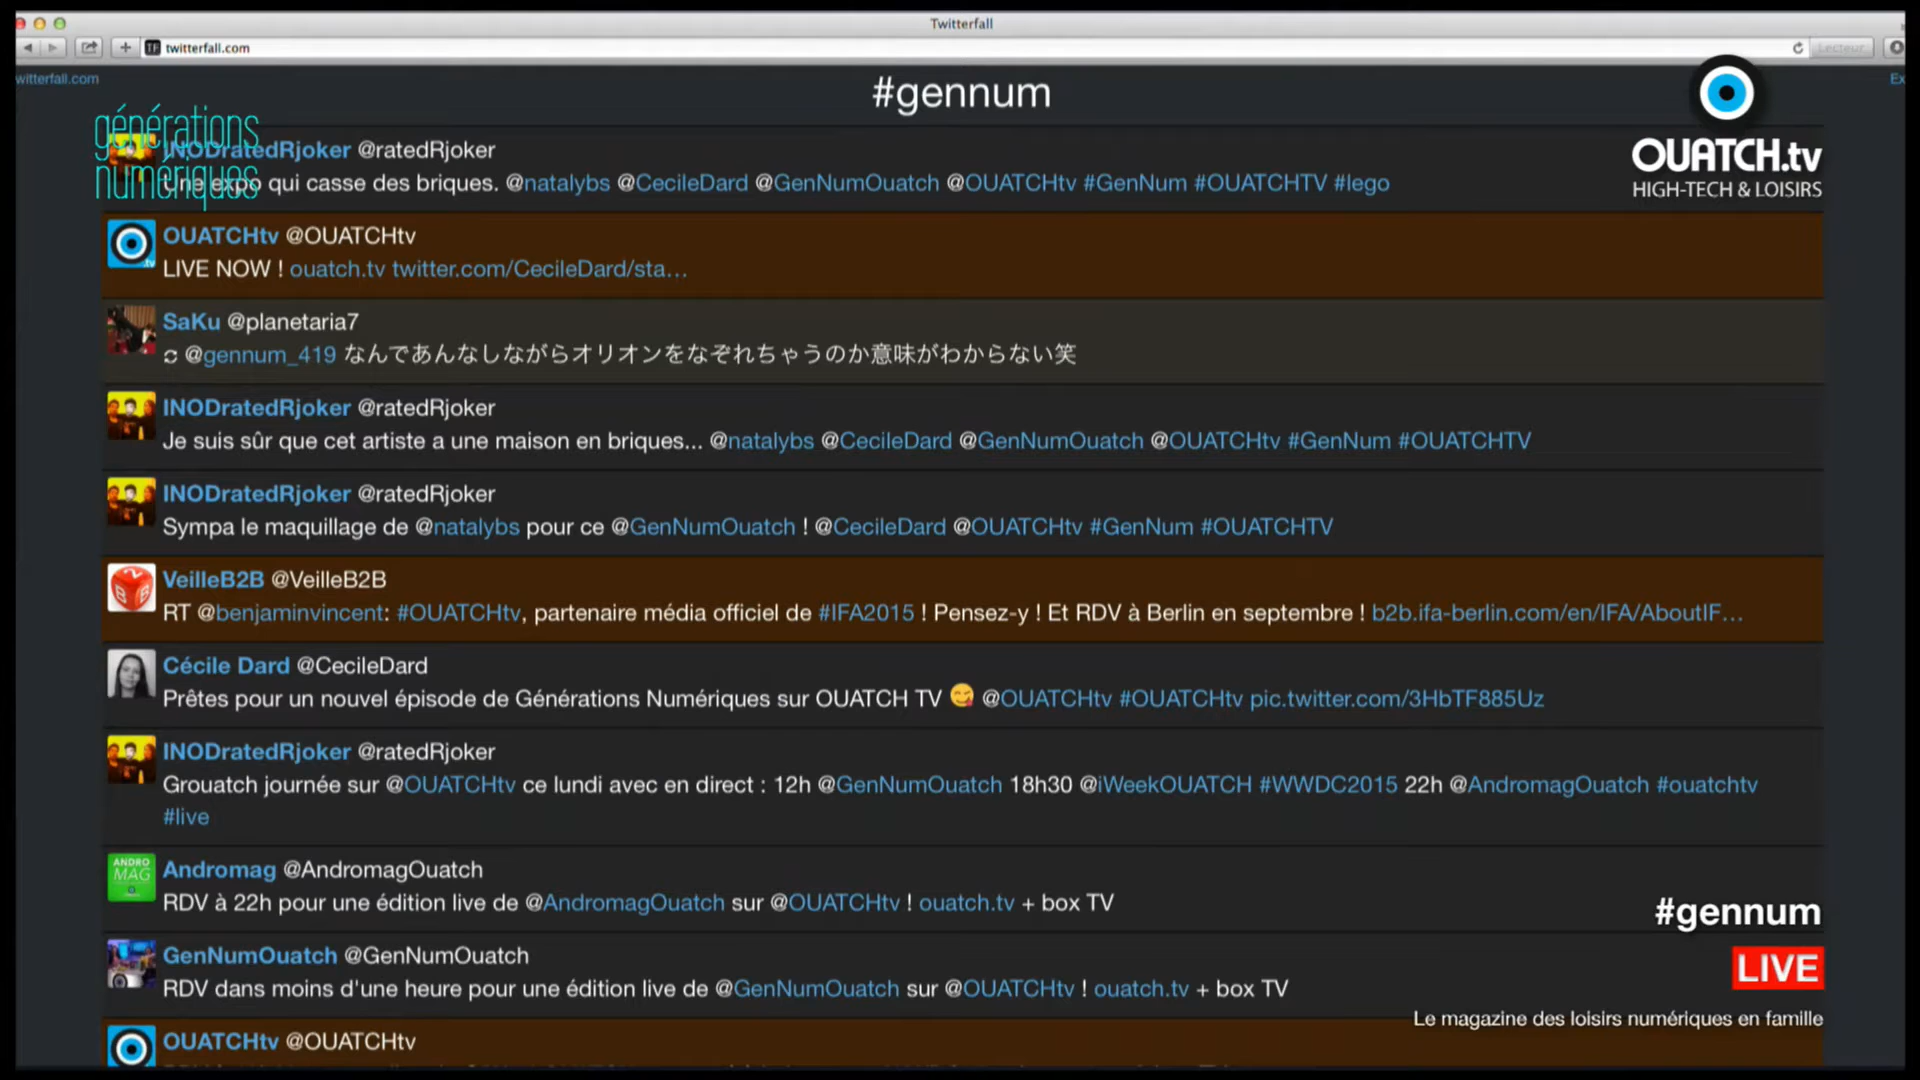 Twitterfall
TF twitterfall.com
Lecteur
witterfall.com
Ex
#gennum
générations
numériques
OUATCH.tv
HIGH-TECH & LOISIRS
INODratedRjoker @ratedRjoker
Une expo qui casse des briques. @natalybs @CecileDard @GenNumOuatch @OUATCHtv #GenNum #OUATCHTV #lego
OUATCHtv @OUATCHtv
LIVE NOW ! ouatch.tv twitter.com/CecileDard/sta…
SaKu @planetaria7
@gennum_419 なんであんなしながらオリオンをなぞれちゃうのか意味がわからない笑
INODratedRjoker @ratedRjoker
Je suis sûr que cet artiste a une maison en briques... @natalybs @CecileDard @GenNumOuatch @OUATCHtv #GenNum #OUATCHTV
INODratedRjoker @ratedRjoker
Sympa le maquillage de @natalybs pour ce @GenNumOuatch ! @CecileDard @OUATCHtv #GenNum #OUATCHTV
VeilleB2B @VeilleB2B
RT @benjaminvincent: #OUATCHtv, partenaire média officiel de #IFA2015 ! Pensez-y ! Et RDV à Berlin en septembre ! b2b.ifa-berlin.com/en/IFA/AboutIF…
Cécile Dard @CecileDard
Prêtes pour un nouvel épisode de Générations Numériques sur OUATCH TV 😋 @OUATCHtv #OUATCHtv pic.twitter.com/3HbTF885Uz
INODratedRjoker @ratedRjoker
Grouatch journée sur @OUATCHtv ce lundi avec en direct : 12h @GenNumOuatch 18h30 @iWeekOUATCH #WWDC2015 22h @AndromagOuatch #ouatchtv
#live
ANDRO
MAG
Andromag @AndromagOuatch
RDV à 22h pour une édition live de @AndromagOuatch sur @OUATCHtv ! ouatch.tv + box TV
#gennum
GenNumOuatch @GenNumOuatch
RDV dans moins d'une heure pour une édition live de @GenNumOuatch sur @OUATCHtv ! ouatch.tv + box TV
LIVE
Le magazine des loisirs numériques en famille
OUATCHtv @OUATCHtv